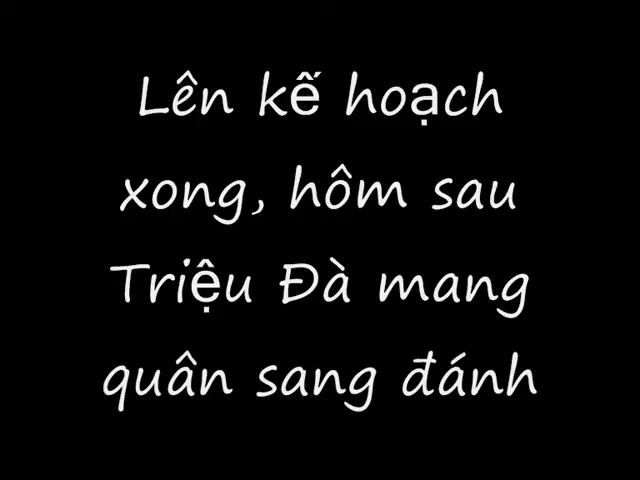 Lên kế hoạch
xong, hôm sau
Triệu Đà mang
quân sang đánh